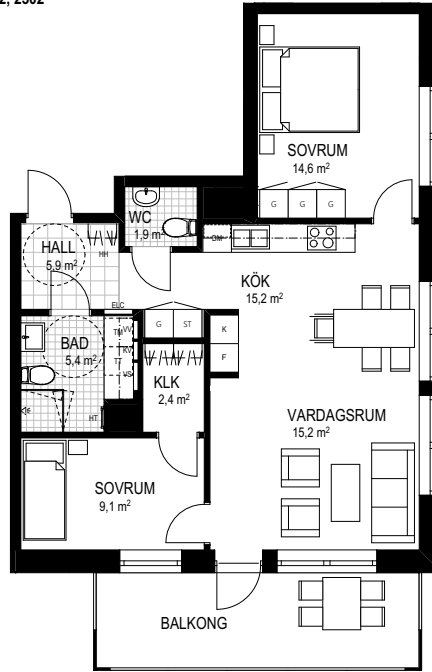 SOVRUM
14,6 m²
G G G
WC
1,9 m²
DM
HALL
5,9 m²
HH
KÖK
15,2 m²
ELC
G ST
K
F
BAD
5,4 m²
TM VV
KV
TT
VS
HT
KLK
2,4 m²
VARDAGSRUM
15,2 m²
SOVRUM
9,1 m²
BALKONG